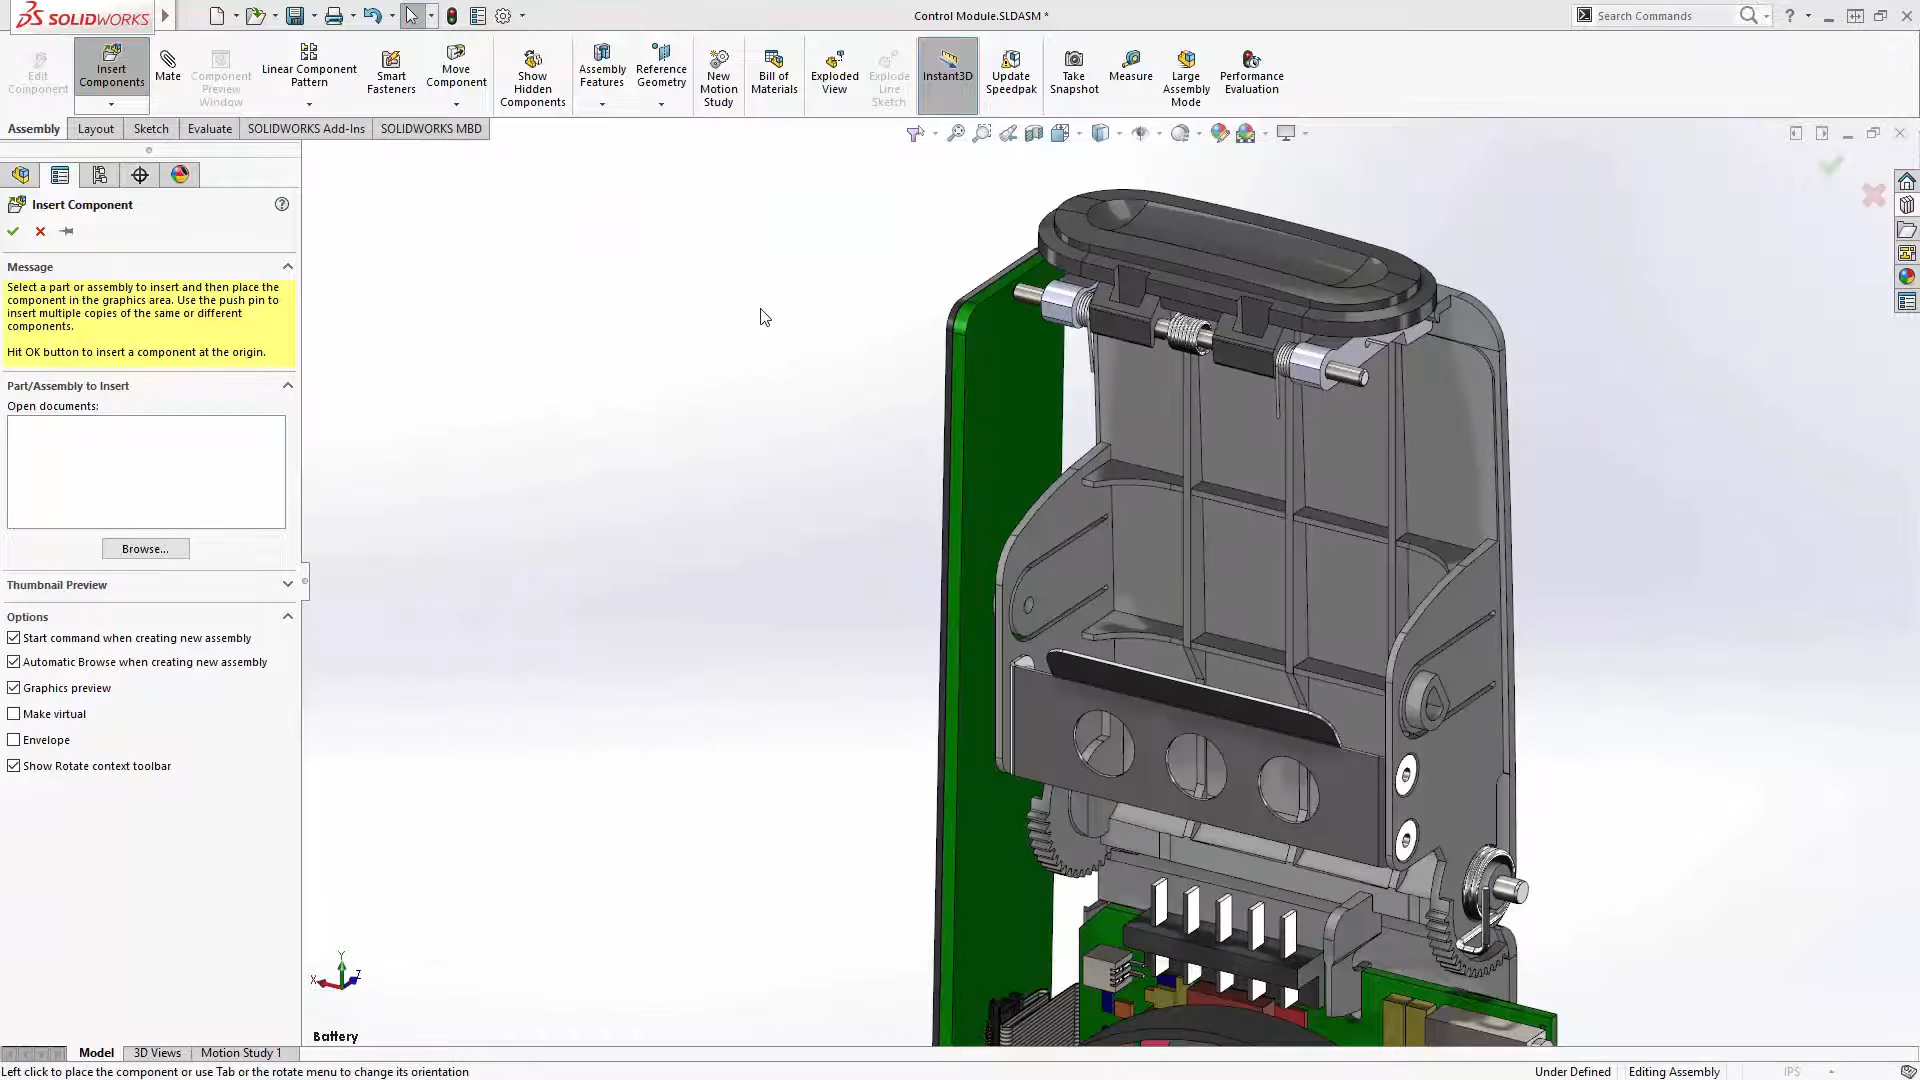 SOLIDWORKS
Control Module.SLDASM *
Search Commands
Edit Component
Insert Components
Mate
Component Preview Window
Linear Component Pattern
Smart Fasteners
Move Component
Show Hidden Components
Assembly Features
Reference Geometry
New Motion Study
Bill of Materials
Exploded View
Explode Line Sketch
Instant3D
Update Speedpak
Take Snapshot
Measure
Large Assembly Mode
Performance Evaluation
Assembly
Layout
Sketch
Evaluate
SOLIDWORKS Add-Ins
SOLIDWORKS MBD
Insert Component
Message
Select a part or assembly to insert and then place the
component in the graphics area. Use the push pin to
insert multiple copies of the same or different
components.
Hit OK button to insert a component at the origin.
Part/Assembly to Insert
Open documents:
Browse...
Thumbnail Preview
Options
Start command when creating new assembly
Automatic Browse when creating new assembly
Graphics preview
Make virtual
Envelope
Show Rotate context toolbar
Y
X
Z
Battery
Model
3D Views
Motion Study 1
Left click to place the component or use Tab or the rotate menu to change its orientation
Under Defined
Editing Assembly
IPS